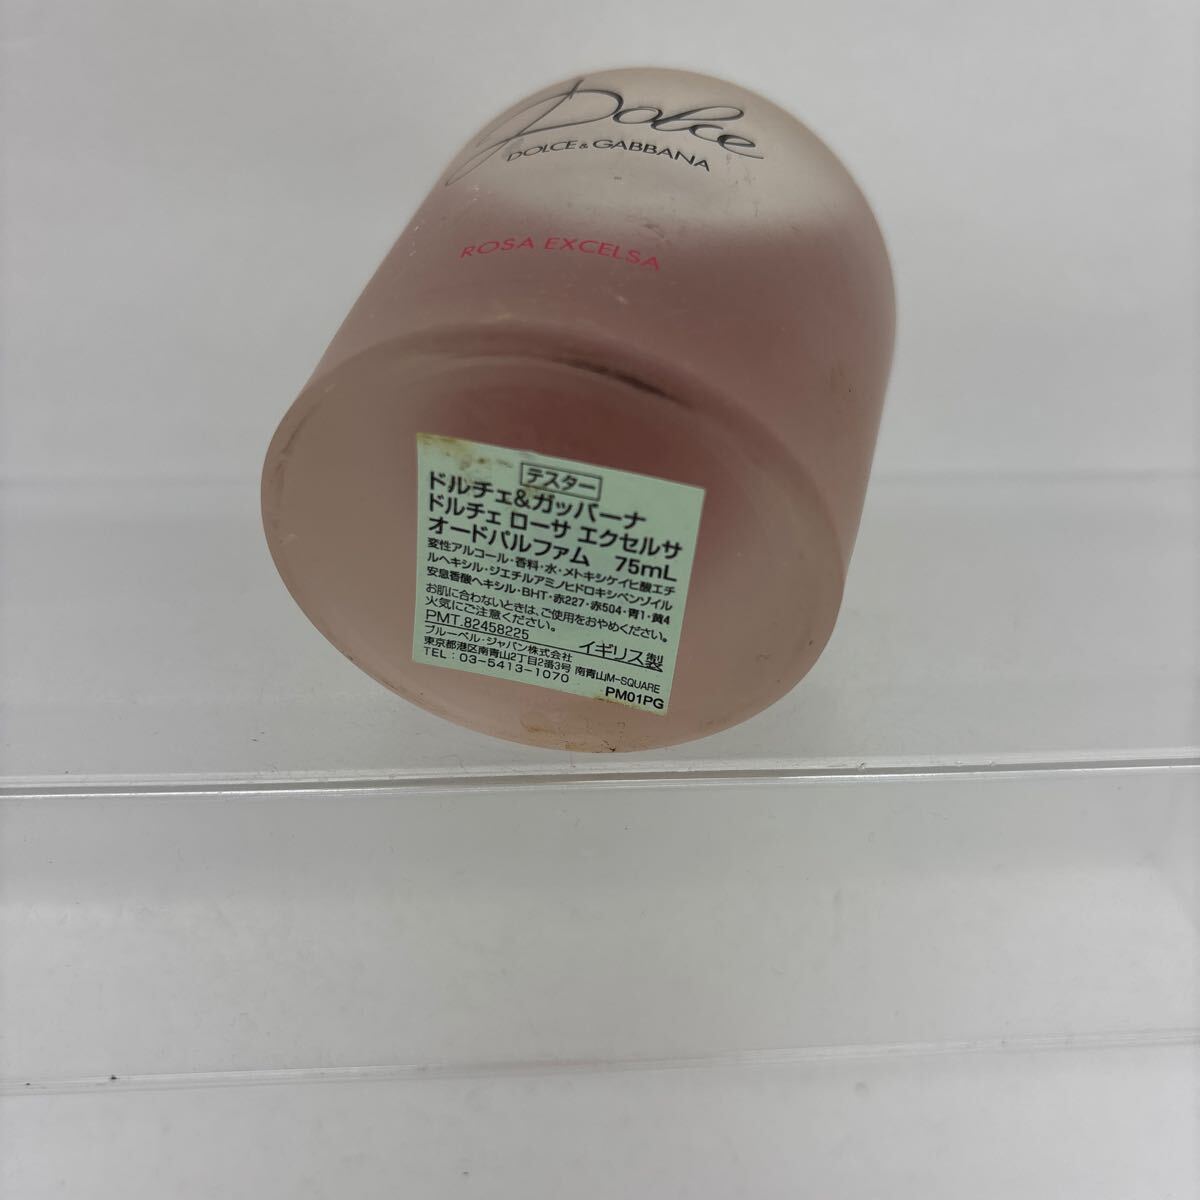 Dolce
DOLCE & GABBANA
ROSA EXCELSA
テスター
ドルチェ&ガッバーナ
ドルチェ ローサ エクセルサ
オードパルファム 75mL
変性アルコール・香料・水・メトキシケイヒ酸エチ
ルヘキシル・ジエチルアミノヒドロキシベンゾイル
安息香酸ヘキシル・BHT・赤227・赤504・青1・黄4
お肌に合わないときは、ご使用をおやめください。
火気にご注意ください。
PMT.82458225 イギリス製
ブルーベル・ジャパン株式会社
東京都港区南青山2丁目2番3号 南青山M-SQUARE
TEL:03-5413-1070 PM01PG